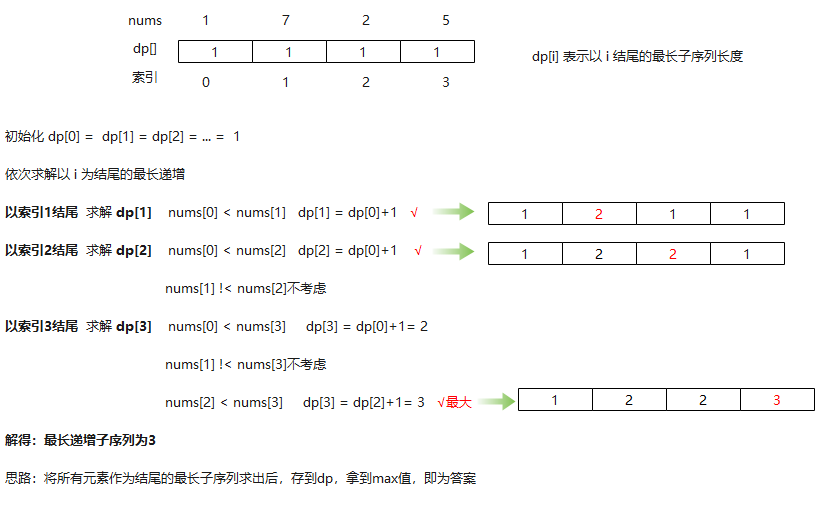 nums 1 7 2 5
dp[] 1 1 1 1
dp[i] 表示以 i 结尾的最长子序列长度
索引 0 1 2 3
初始化 dp[0] = dp[1] = dp[2] = ... = 1
依次求解以 i 为结尾的最长递增
以索引1结尾 求解 dp[1] nums[0] < nums[1] dp[1] = dp[0]+1 √ 1 2 1 1
以索引2结尾 求解 dp[2] nums[0] < nums[2] dp[2] = dp[0]+1 √ 1 2 2 1
nums[1] !< nums[2]不考虑
以索引3结尾 求解 dp[3] nums[0] < nums[3] dp[3] = dp[0]+1= 2
nums[1] !< nums[3]不考虑
nums[2] < nums[3] dp[3] = dp[2]+1= 3 √最大 1 2 2 3
解得：最长递增子序列为3
思路：将所有元素作为结尾的最长子序列求出后，存到dp，拿到max值，即为答案